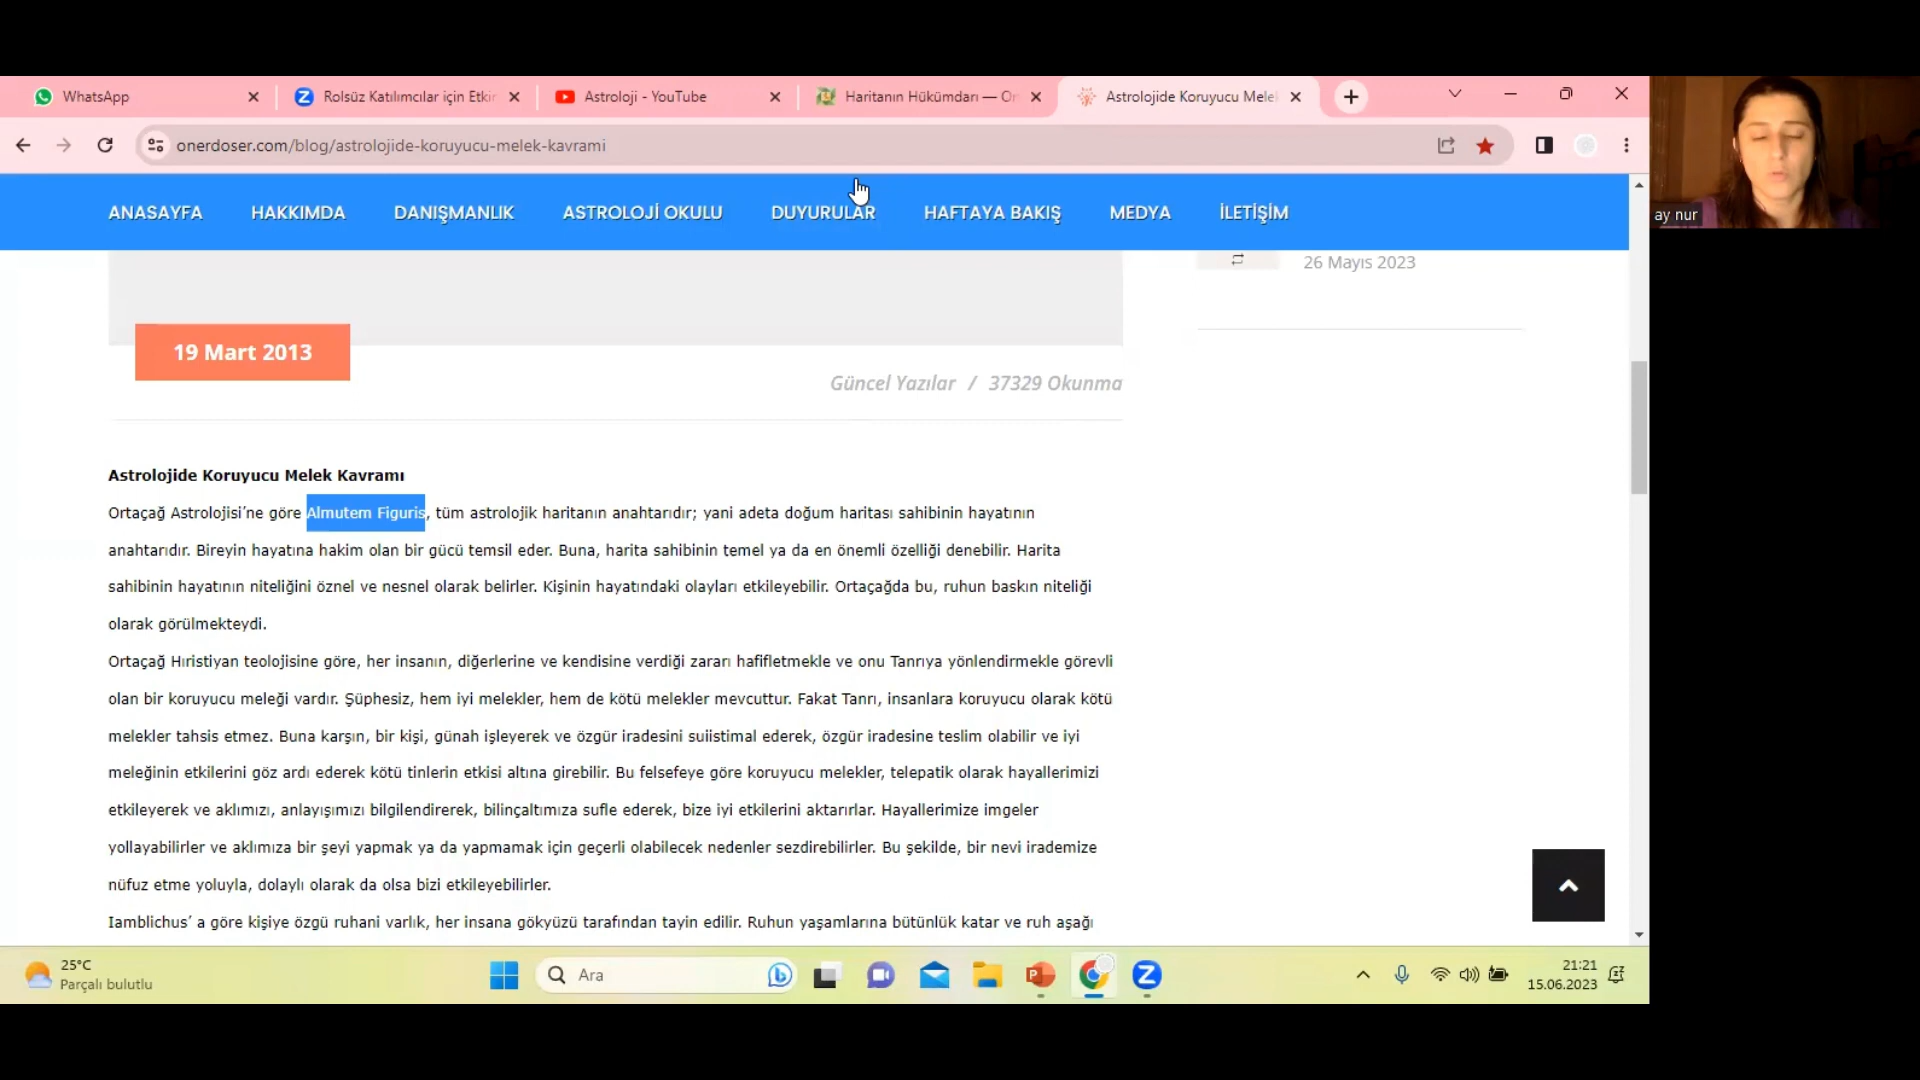 WhatsApp
Rolsüz Katılımcılar için Etkin
Astroloji - YouTube
Haritanın Hükümdarı — On
Astrolojide Koruyucu Melek
onerdoser.com/blog/astrolojide-koruyucu-melek-kavrami
ay nur
ANASAYFA HAKKIMDA DANIŞMANLIK ASTROLOJİ OKULU DUYURULAR HAFTAYA BAKIŞ MEDYA İLETİŞİM
26 Mayıs 2023
19 Mart 2013
Güncel Yazılar / 37329 Okunma
Astrolojide Koruyucu Melek Kavramı
Ortaçağ Astrolojisi’ne göre Almutem Figuris, tüm astrolojik haritanın anahtarıdır; yani adeta doğum haritası sahibinin hayatının
anahtarıdır. Bireyin hayatına hakim olan bir gücü temsil eder. Buna, harita sahibinin temel ya da en önemli özelliği denebilir. Harita
sahibinin hayatının niteliğini öznel ve nesnel olarak belirler. Kişinin hayatındaki olayları etkileyebilir. Ortaçağda bu, ruhun baskın niteliği
olarak görülmekteydi.
Ortaçağ Hıristiyan teolojisine göre, her insanın, diğerlerine ve kendisine verdiği zararı hafifletmekle ve onu Tanrıya yönlendirmekle görevli
olan bir koruyucu meleği vardır. Şüphesiz, hem iyi melekler, hem de kötü melekler mevcuttur. Fakat Tanrı, insanlara koruyucu olarak kötü
melekler tahsis etmez. Buna karşın, bir kişi, günah işleyerek ve özgür iradesini suiistimal ederek, özgür iradesine teslim olabilir ve iyi
meleğinin etkilerini göz ardı ederek kötü tinlerin etkisi altına girebilir. Bu felsefeye göre koruyucu melekler, telepatik olarak hayallerimizi
etkileyerek ve aklımızı, anlayışımızı bilgilendirerek, bilinçaltımıza sufle ederek, bize iyi etkilerini aktarırlar. Hayallerimize imgeler
yollayabilirler ve aklımıza bir şeyi yapmak ya da yapmamak için geçerli olabilecek nedenler sezdirebilirler. Bu şekilde, bir nevi irademize
nüfuz etme yoluyla, dolaylı olarak da olsa bizi etkileyebilirler.
Iamblichus’ a göre kişiye özgü ruhani varlık, her insana gökyüzü tarafından tayin edilir. Ruhun yaşamlarına bütünlük katar ve ruh aşağı
25°C
Parçalı bulutlu
Ara
21:21
15.06.2023